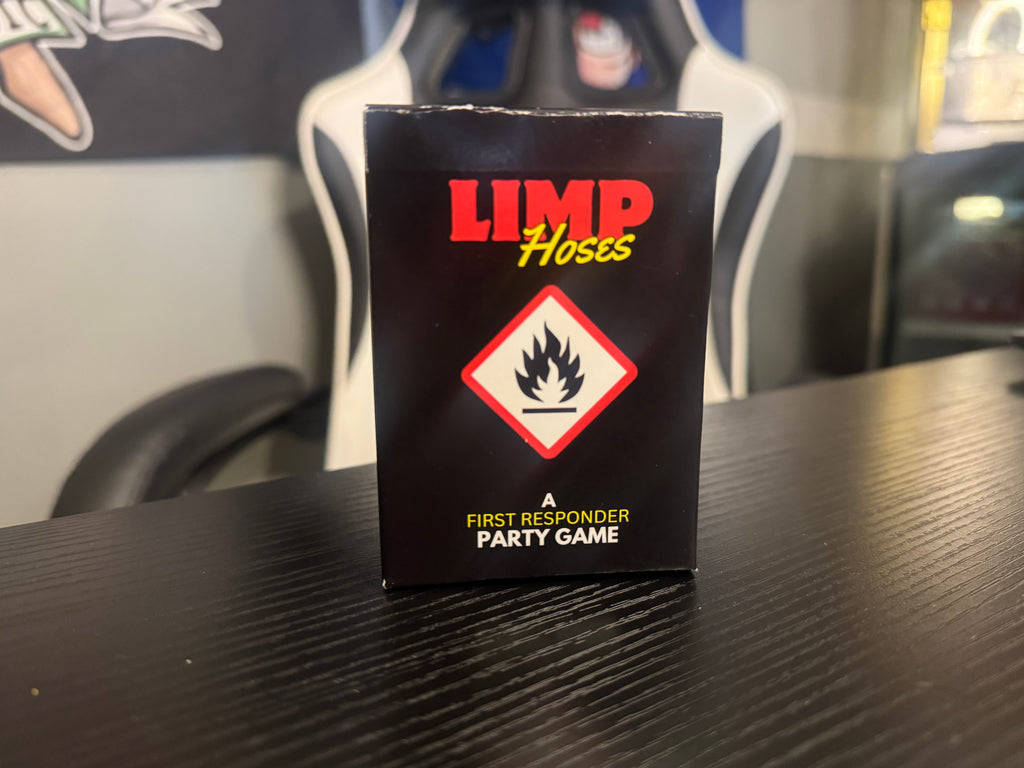 LIMP
Hoses
A
FIRST RESPONDER
PARTY GAME